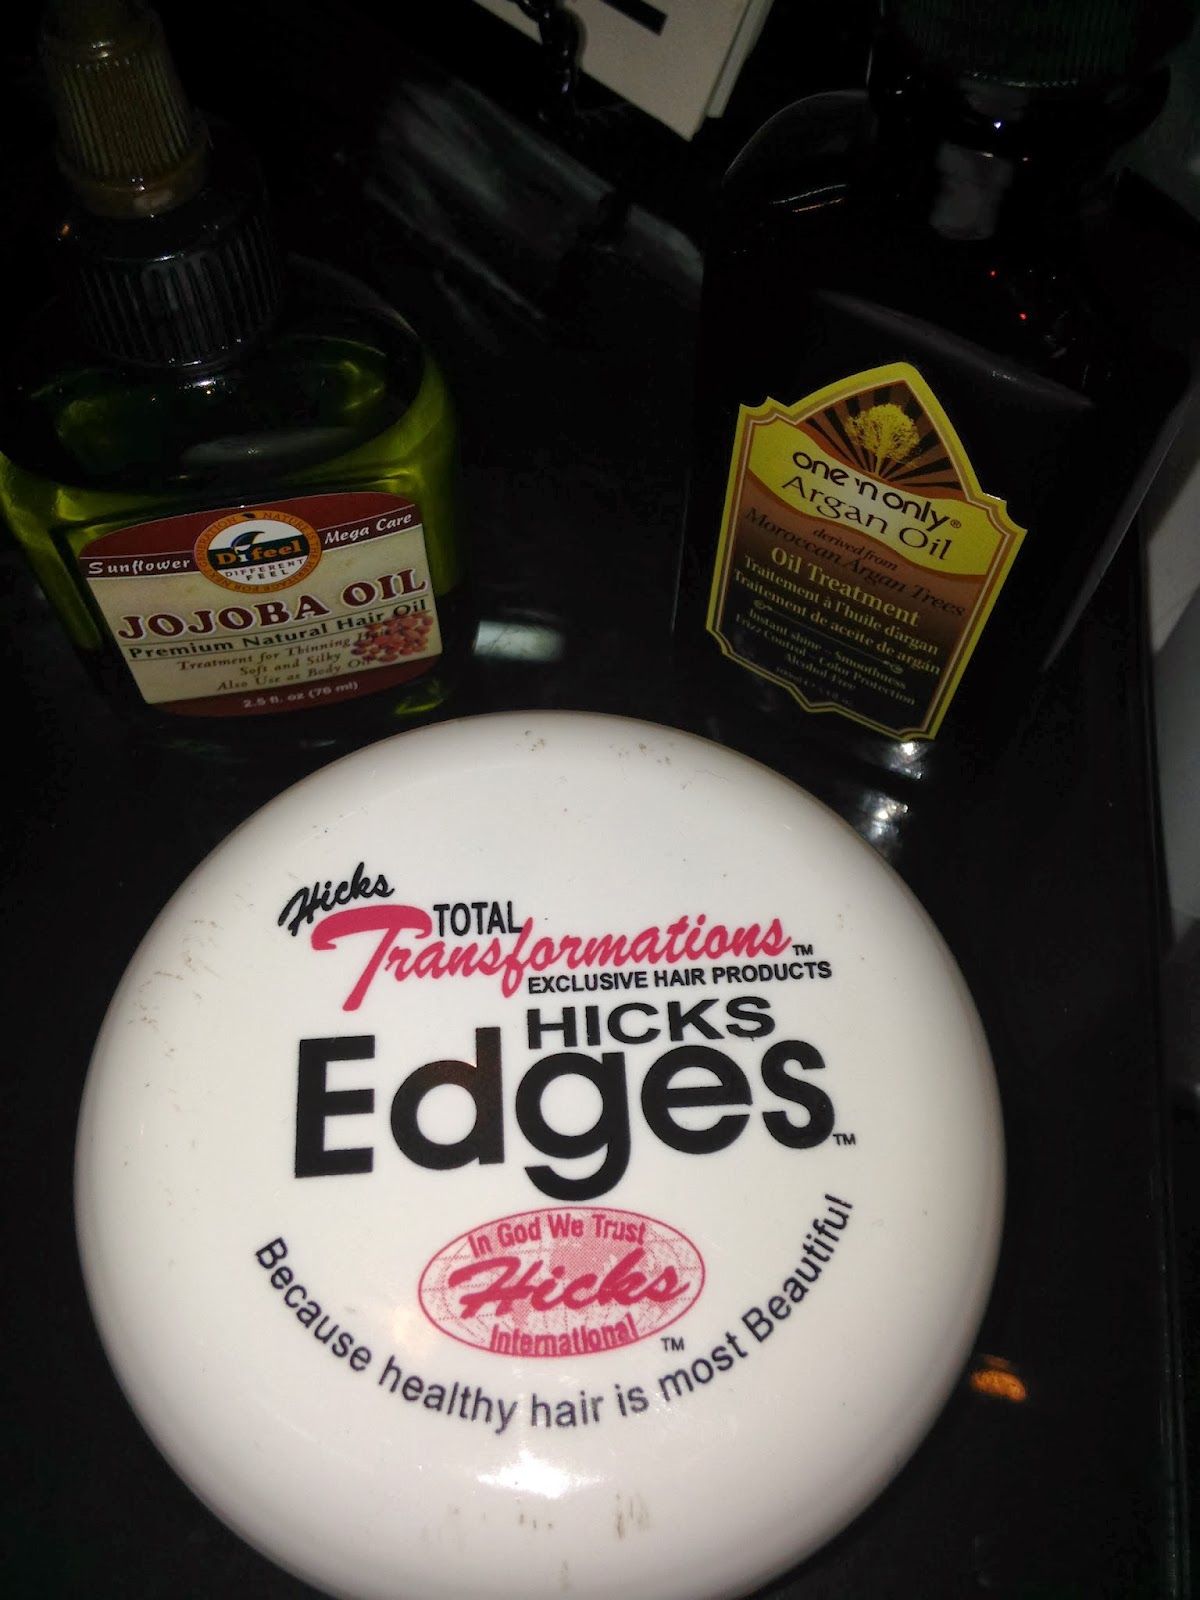 Sunflower
Difeel
DIFFERENT
FEEL
Mega Care
JOJOBA OIL
Premium Natural Hair Oil
Treatment for Thinning
Soft and Silky
Also Use as Body Oil
2.5 fl. oz (75 ml)
one 'n only®
Argan Oil
derived from
Moroccan Argan Trees
Oil Treatment
Traitement à l'huile d'argan
Tratamiento de aceite de argán
Instant shine - Smoothness
Frizz Control - Color Protection
Alcohol Free
Hicks
TOTAL
Transformations™
EXCLUSIVE HAIR PRODUCTS
HICKS
Edges™
In God We Trust
Hicks
International™
Because healthy hair is most Beautiful